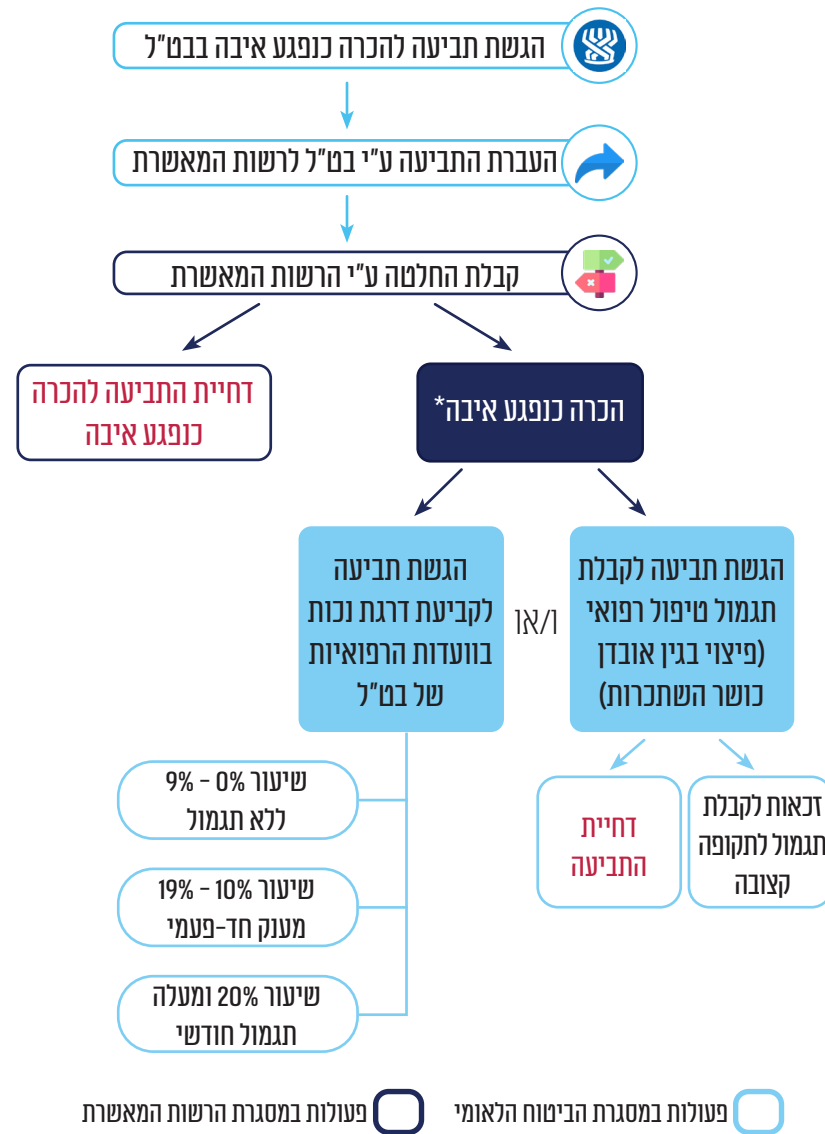 הגשת תביעה להכרה כנפגע איבה בבט"ל
העברת התביעה ע"י בט"ל לרשות המאשרת
קבלת החלטה ע"י הרשות המאשרת
הכרה כנפגע איבה*
דחיית התביעה להכרה
כנפגע איבה
הגשת תביעה לקבלת
תגמול טיפול רפואי
(פיצוי בגין אובדן
כושר השתכרות)
ו/או
הגשת תביעה
לקביעת דרגת נכות
בוועדות הרפואיות
של בט"ל
זכאות לקבלת
תגמול לתקופה
קצובה
דחיית
התביעה
שיעור 0% - 9%
ללא תגמול
שיעור 10% - 19%
מענק חד-פעמי
שיעור 20% ומעלה
תגמול חודשי
פעולות במסגרת הביטוח הלאומי
פעולות במסגרת הרשות המאשרת